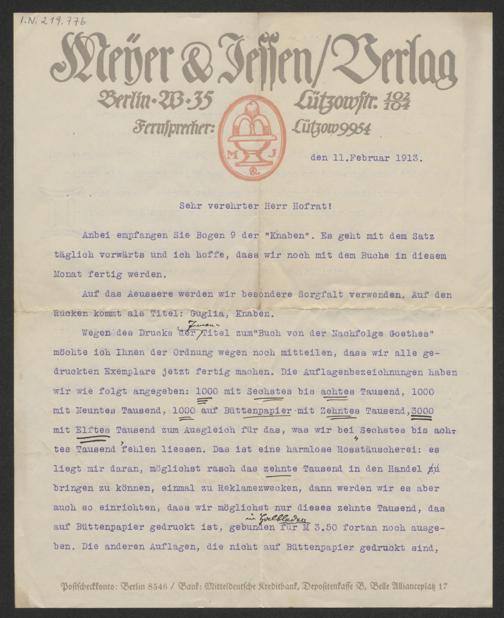 I.N. 219.776
Meyer & Jessen/Verlag
Berlin·W·35 Lützowstr. 102/104
Fernsprecher: Lützow 9954
M J
den 11.Februar 1913.
Sehr verehrter Herr Hofrat!
Anbei empfangen Sie Bogen 9 der "Knaben". Es geht mit dem Satz
täglich vorwärts und ich hoffe, dass wir noch mit dem Buche in diesem
Monat fertig werden.
Auf das Aeussere werden wir besondere Sorgfalt verwenden. Auf den
Rücken kommt als Titel: Guglia, Knaben.
Wegen des Drucks der Innen-Titel zum"Buch von der Nachfolge Goethes"
möchte ich Ihnen der Ordnung wegen noch mitteilen, dass wir alle ge-
druckten Exemplare jetzt fertig machen. Die Auflagenbezeichnungen haben
wir wie folgt angegeben: 1000 mit Sechstes bis achtes Tausend, 1000
mit Neuntes Tausend, 1000 auf Büttenpapier mit Zehntes Tausend,3000
mit Elftes Tausend zum Ausgleich für das, was wir bei "Sechstes bis ach-
tes Tausend" fehlen liessen. Das ist eine harmlose Rosstäuscherei: es
liegt mir daran, möglichst rasch das zehnte Tausend in den Handel
bringen zu können, einmal zu Reklamezwecken, dann werden wir es aber
auch so einrichten, dass wir möglichst nur dieses zehnte Tausend, das
auf Büttenpapier gedruckt ist, gebunden in Halbleder für M 3.50 fortan noch ausge-
ben. Die anderen Auflagen, die nicht auf Büttenpapier gedruckt sind,
Postscheckkonto: Berlin 8546 / Bank: Mitteldeutsche Kreditbank, Depositenkasse B, Belle Allianceplatz 17